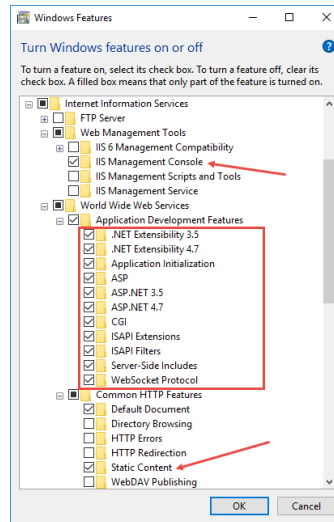 Windows Features
Turn Windows features on or off
To turn a feature on, select its check box. To turn a feature off, clear its
check box. A filled box means that only part of the feature is turned on.
Internet Information Services
FTP Server
Web Management Tools
IIS 6 Management Compatibility
IIS Management Console
IIS Management Scripts and Tools
IIS Management Service
World Wide Web Services
Application Development Features
.NET Extensibility 3.5
.NET Extensibility 4.7
Application Initialization
ASP
ASP.NET 3.5
ASP.NET 4.7
CGI
ISAPI Extensions
ISAPI Filters
Server-Side Includes
WebSocket Protocol
Common HTTP Features
Default Document
Directory Browsing
HTTP Errors
HTTP Redirection
Static Content
WebDAV Publishing
OK Cancel